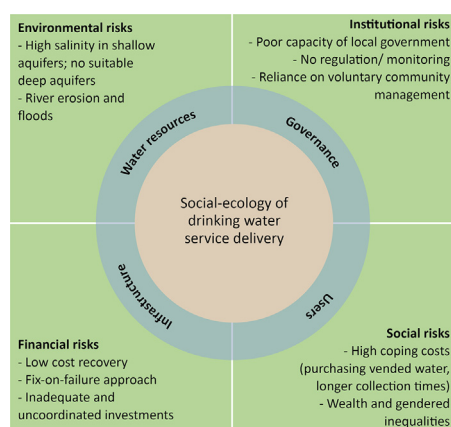 Environmental risks
- High salinity in shallow
aquifers; no suitable
deep aquifers
- River erosion and
floods
Institutional risks
- Poor capacity of local government
- No regulation/ monitoring
- Reliance on voluntary community
management
Water resources
Governance
Social-ecology of
drinking water
service delivery
Infrastructure
Users
Financial risks
- Low cost recovery
- Fix-on-failure approach
- Inadequate and
uncoordinated investments
Social risks
- High coping costs
(purchasing vended water,
longer collection times)
- Wealth and gendered
inequalities